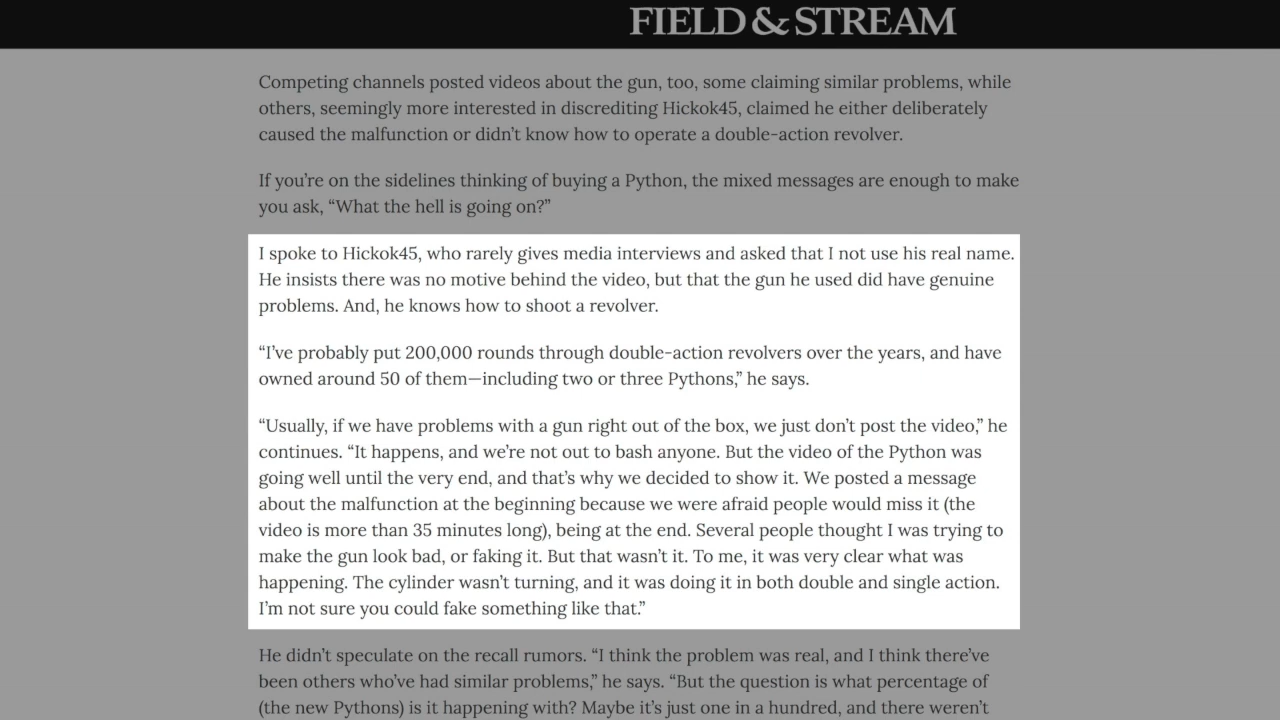 FIELD & STREAM
Competing channels posted videos about the gun, too, some claiming similar problems, while
others, seemingly more interested in discrediting Hickok45, claimed he either deliberately
caused the malfunction or didn’t know how to operate a double-action revolver.
If you’re on the sidelines thinking of buying a Python, the mixed messages are enough to make
you ask, “What the hell is going on?”
I spoke to Hickok45, who rarely gives media interviews and asked that I not use his real name.
He insists there was no motive behind the video, but that the gun he used did have genuine
problems. And, he knows how to shoot a revolver.
“I’ve probably put 200,000 rounds through double-action revolvers over the years, and have
owned around 50 of them—including two or three Pythons,” he says.
“Usually, if we have problems with a gun right out of the box, we just don’t post the video,” he
continues. “It happens, and we’re not out to bash anyone. But the video of the Python was
going well until the very end, and that’s why we decided to show it. We posted a message
about the malfunction at the beginning because we were afraid people would miss it (the
video is more than 35 minutes long), being at the end. Several people thought I was trying to
make the gun look bad, or faking it. But that wasn’t it. To me, it was very clear what was
happening. The cylinder wasn’t turning, and it was doing it in both double and single action.
I’m not sure you could fake something like that.”
He didn’t speculate on the recall rumors. “I think the problem was real, and I think there’ve
been others who’ve had similar problems,” he says. “But the question is what percentage of
(the new Pythons) is it happening with? Maybe it’s just one in a hundred, and there weren’t